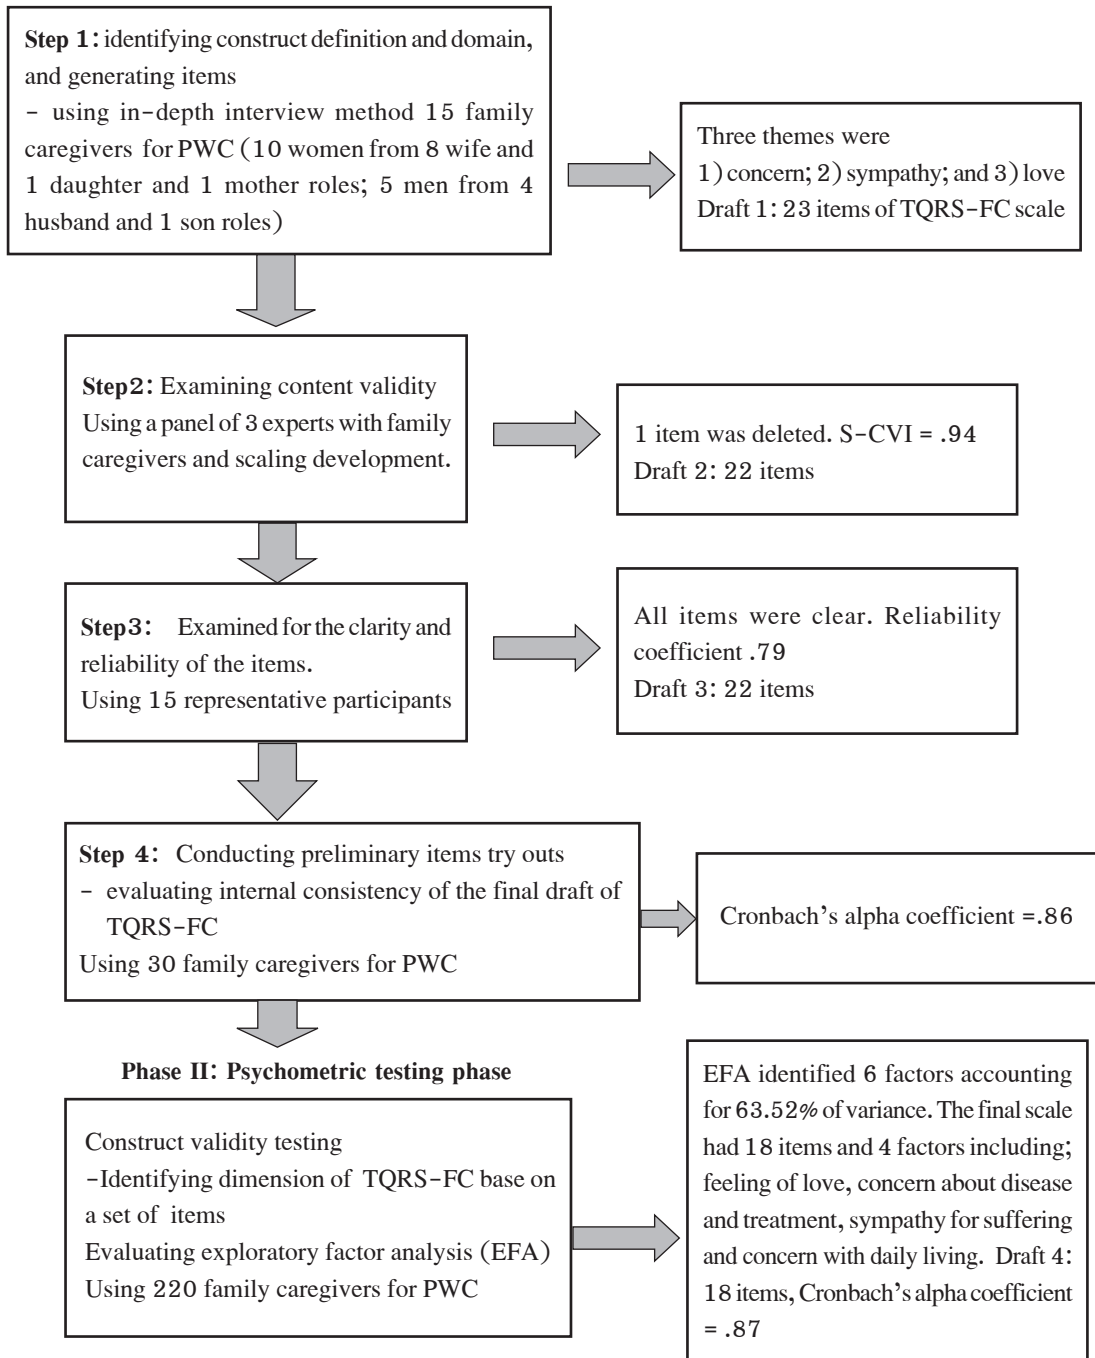 Step 1: identifying construct definition and domain,
and generating items
- using in-depth interview method 15 family
caregivers for PWC (10 women from 8 wife and
1 daughter and 1 mother roles; 5 men from 4
husband and 1 son roles)
Three themes were
1) concern; 2) sympathy; and 3) love
Draft 1: 23 items of TQRS-FC scale
Step2: Examining content validity
Using a panel of 3 experts with family
caregivers and scaling development.
1 item was deleted. S-CVI = .94
Draft 2: 22 items
Step3: Examined for the clarity and
reliability of the items.
Using 15 representative participants
All items were clear. Reliability
coefficient .79
Draft 3: 22 items
Step 4: Conducting preliminary items try outs
- evaluating internal consistency of the final draft of
TQRS-FC
Using 30 family caregivers for PWC
Cronbach's alpha coefficient =.86
Phase II: Psychometric testing phase
Construct validity testing
-Identifying dimension of TQRS-FC base on
a set of items
Evaluating exploratory factor analysis (EFA)
Using 220 family caregivers for PWC
EFA identified 6 factors accounting
for 63.52% of variance. The final scale
had 18 items and 4 factors including;
feeling of love, concern about disease
and treatment, sympathy for suffering
and concern with daily living. Draft 4:
18 items, Cronbach's alpha coefficient
= .87